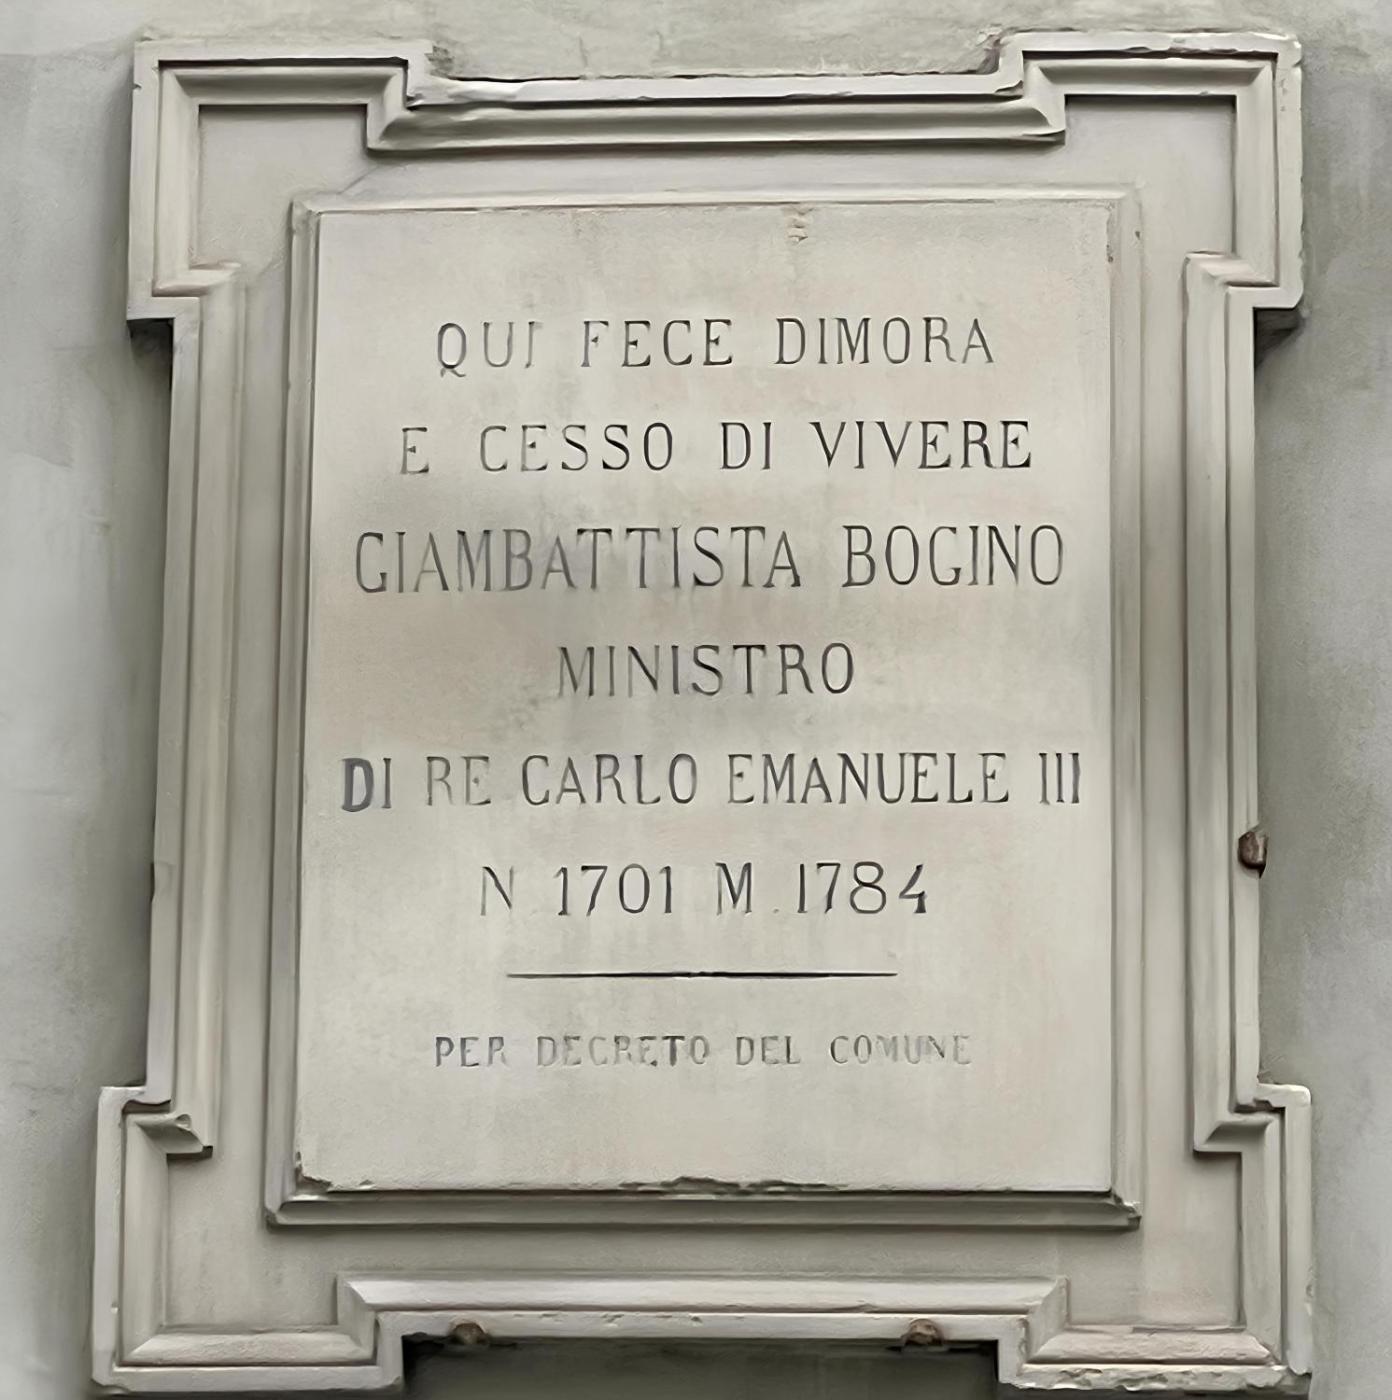 QUI FECE DIMORA
E CESSO DI VIVERE
GIAMBATTISTA BOGINO
MINISTRO
DI RE CARLO EMANUELE III
N. 1701 M. 1784
PER DECRETO DEL COMUNE